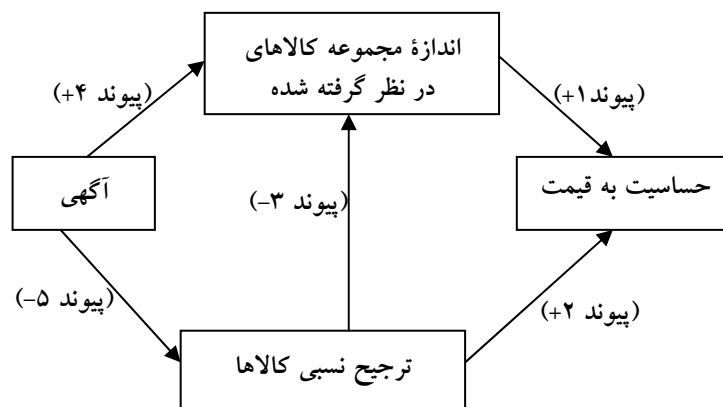 اندازۀ مجموعه کالاهای
در نظر گرفته شده
(پیوند ۴+)
(پیوند۱+)
آگهی
(پیوند ۳–)
حساسیت به قیمت
(پیوند ۵–)
(پیوند ۲+)
ترجیح نسبی کالاها